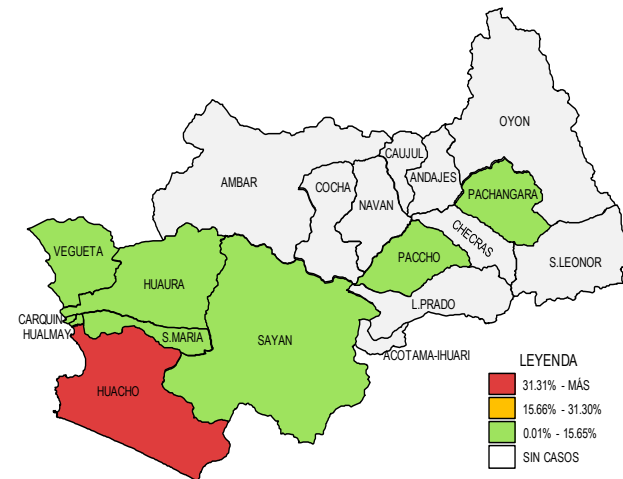 OYON
CAUJUL
ANDAJES
AMBAR
COCHA
NAVAN
PACHANGARA
CHECRAS
VEGUETA
PACCHO
S.LEONOR
HUAURA
L.PRADO
CARQUIN
HUALMAY
S.MARIA
SAYAN
ACOTAMA-IHUARI
HUACHO
LEYENDA
31.31% - MÁS
15.66% - 31.30%
0.01% - 15.65%
SIN CASOS